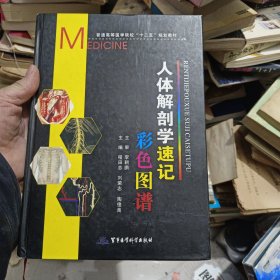 普通高等医学院校“十二五”规划教材
MEDICINE
人体解剖学速记
彩色图谱
RENTIJIEPOUXUE SUJI CAISETUPU
主审
主编
军事医学科学出版社